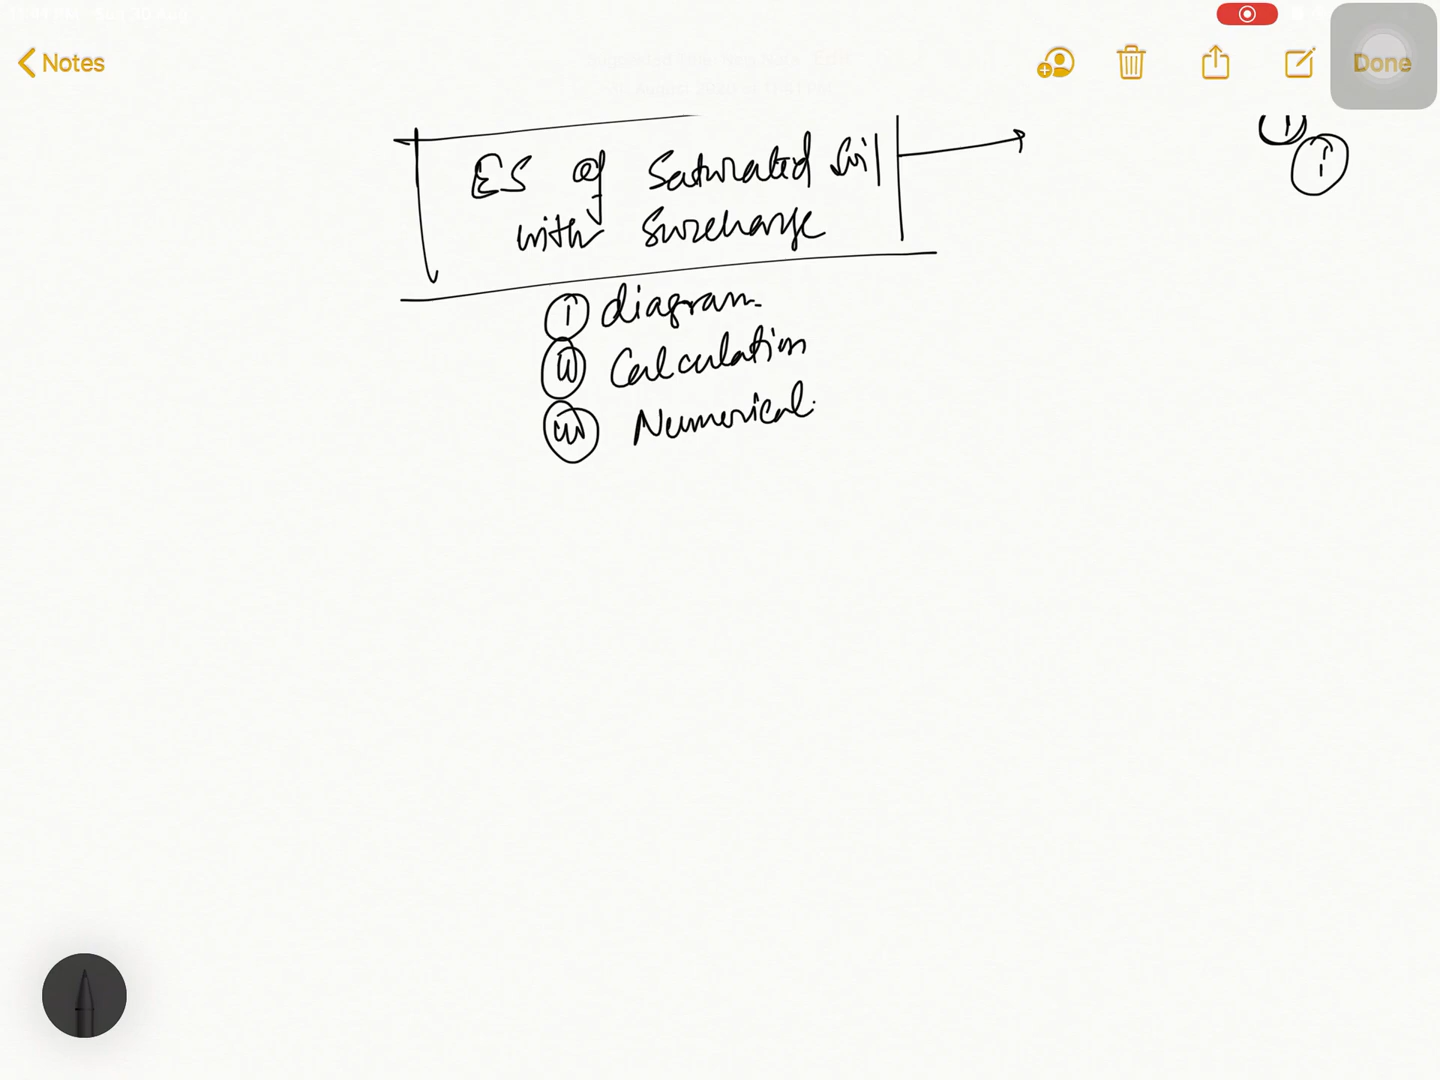 Notes
Done
ES of Saturated Soil
with Surcharge
i diagram
ii Calculation
iii Numerical
i
i